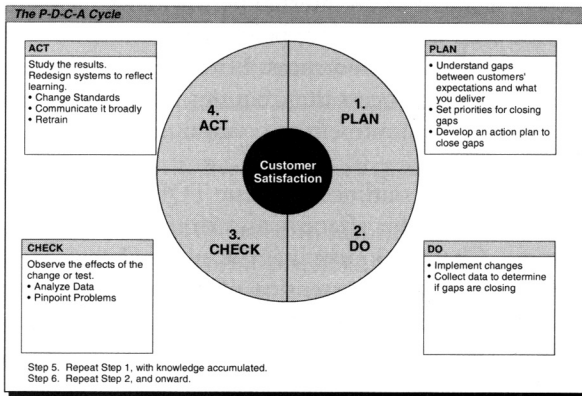 The P-D-C-A Cycle
ACT
Study the results.
Redesign systems to reflect
learning.
• Change Standards
• Communicate it broadly
• Retrain
PLAN
• Understand gaps
between customers'
expectations and what
you deliver
• Set priorities for closing
gaps
• Develop an action plan to
close gaps
4.
ACT
1.
PLAN
Customer
Satisfaction
3.
CHECK
2.
DO
CHECK
Observe the effects of the
change or test.
• Analyze Data
• Pinpoint Problems
DO
• Implement changes
• Collect data to determine
if gaps are closing
Step 5. Repeat Step 1, with knowledge accumulated.
Step 6. Repeat Step 2, and onward.